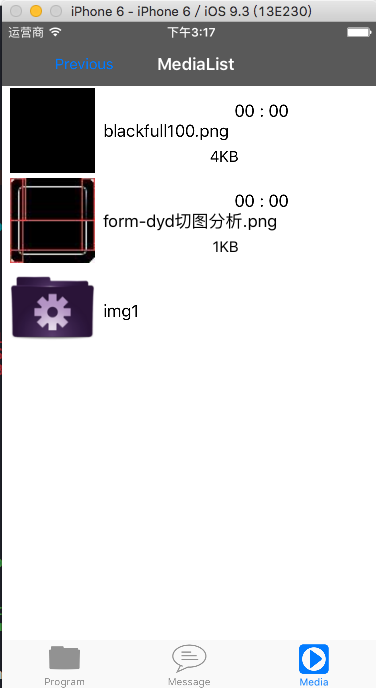 iPhone 6 - iPhone 6 / iOS 9.3 (13E230)
运营商 下午3:17
Previous MediaList
00 : 00
blackfull100.png
4KB
00 : 00
form-dyd切图分析.png
1KB
img1
Program Message Media